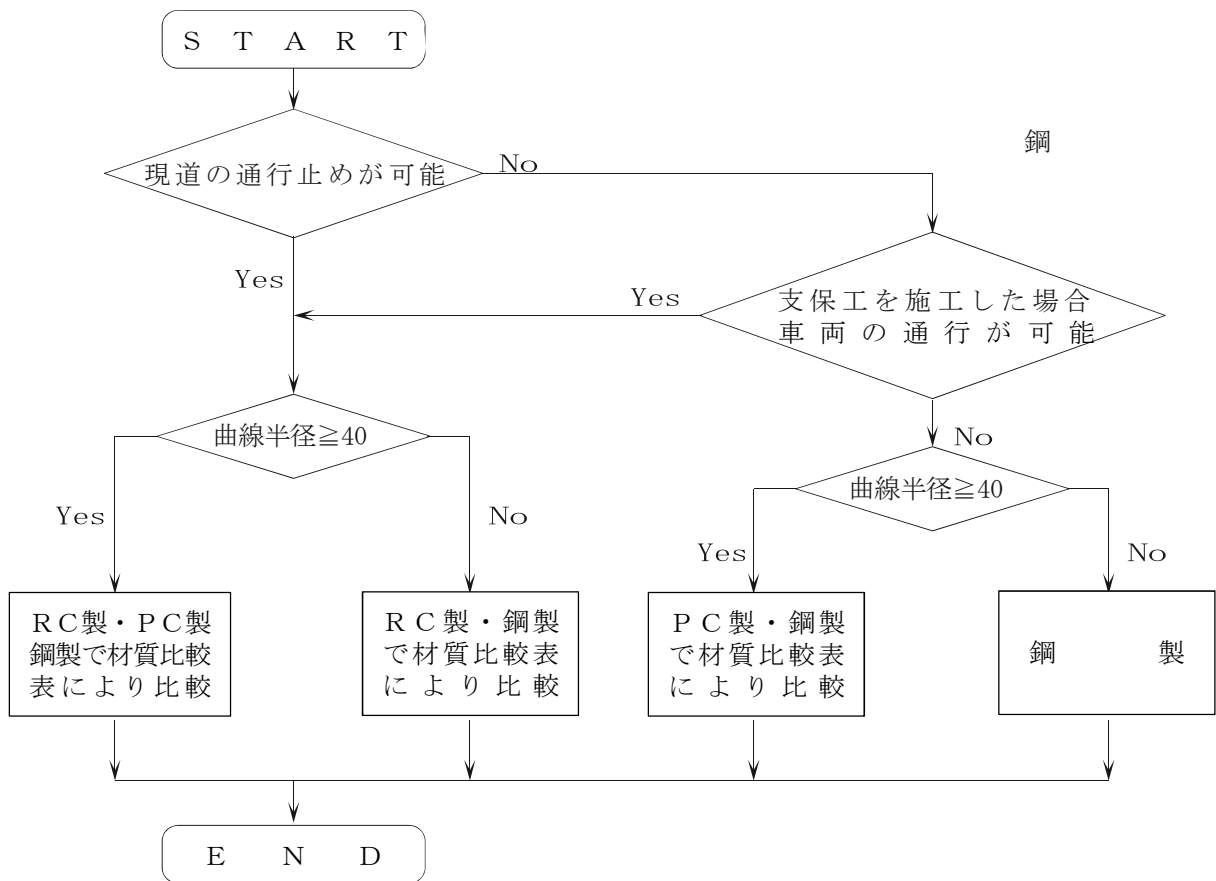 ＳＴＡＲＴ
鋼
現道の通行止めが可能
No
Yes
Yes
支保工を施工した場合
車両の通行が可能
曲線半径≧40
No
曲線半径≧40
Yes
No
Yes
No
ＲＣ製・ＰＣ製
鋼製で材質比較
表により比較
ＲＣ製・鋼製
で材質比較表
により比較
ＰＣ製・鋼製
で材質比較表
により比較
鋼製
ＥＮＤ